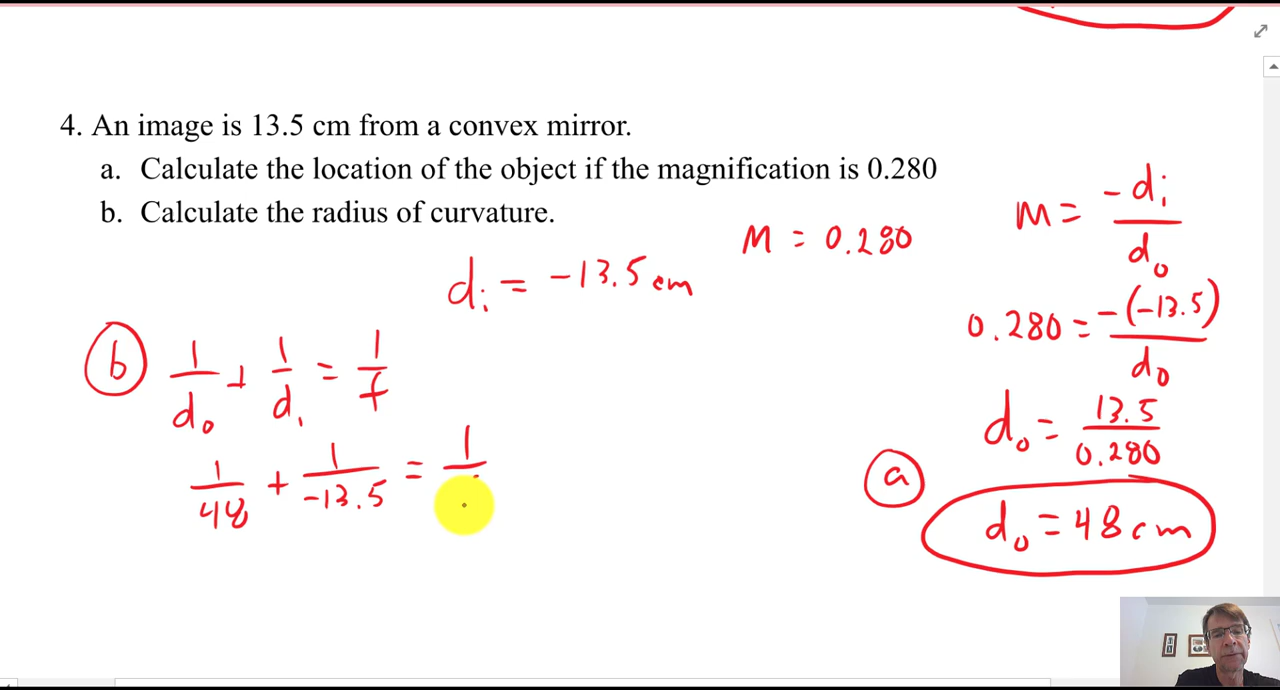 4. An image is 13.5 cm from a convex mirror.
a. Calculate the location of the object if the magnification is 0.280
b. Calculate the radius of curvature.
M = 0.280
M = -di / do
di = -13.5 cm
0.280 = -(-13.5) / do
b 1/do + 1/di = 1/f
do = 13.5 / 0.280
1/48 + 1/-13.5 = 1/
a do = 48 cm